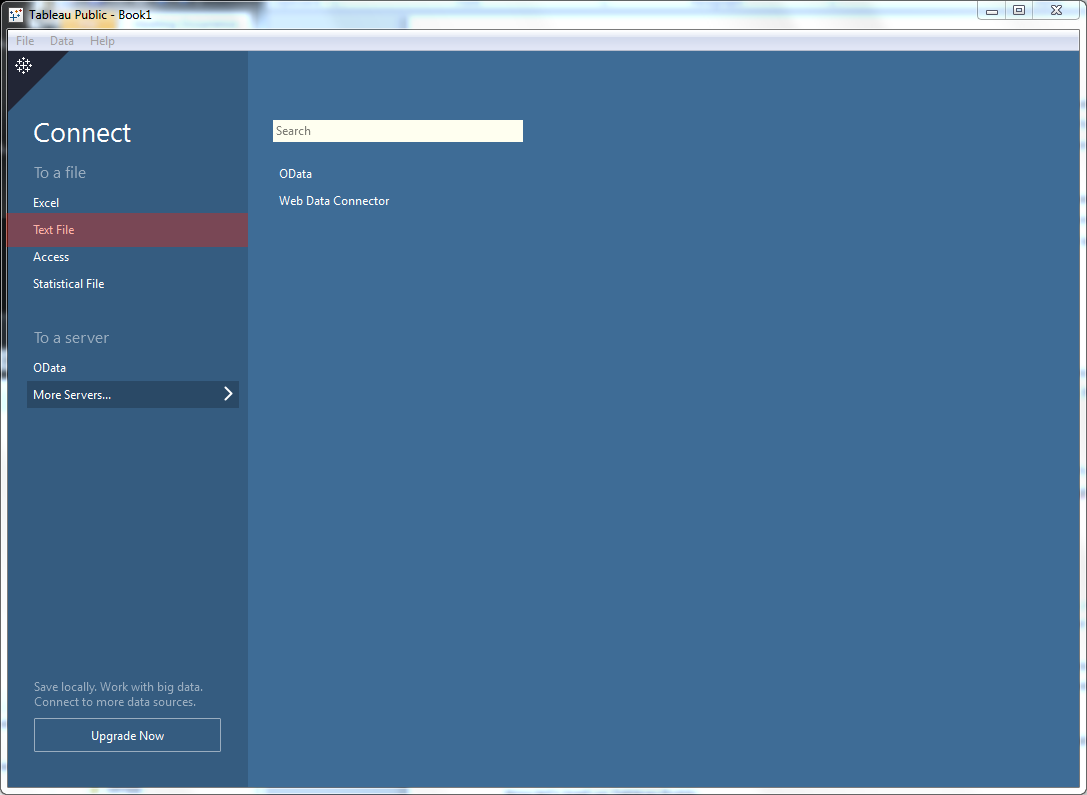 Tableau Public - Book1
File Data Help
Connect
To a file
Excel
Text File
Access
Statistical File
To a server
OData
More Servers...
Save locally. Work with big data.
Connect to more data sources.
Upgrade Now
Search
OData
Web Data Connector